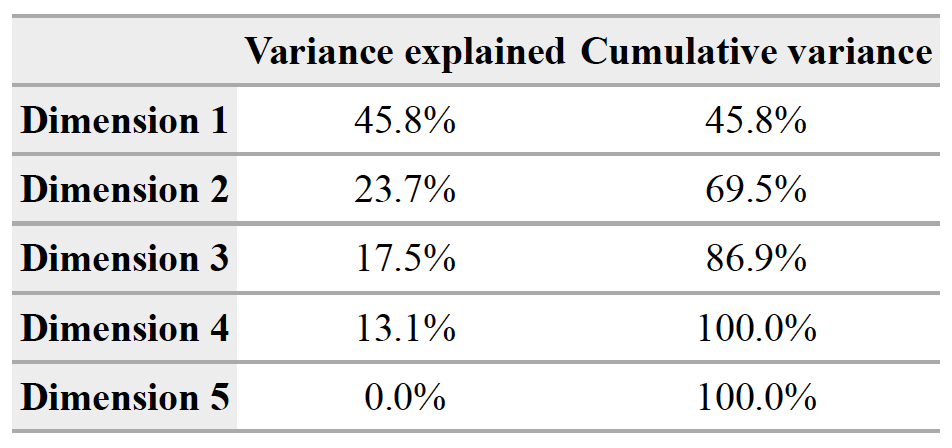 Variance explained Cumulative variance
Dimension 1 45.8% 45.8%
Dimension 2 23.7% 69.5%
Dimension 3 17.5% 86.9%
Dimension 4 13.1% 100.0%
Dimension 5 0.0% 100.0%